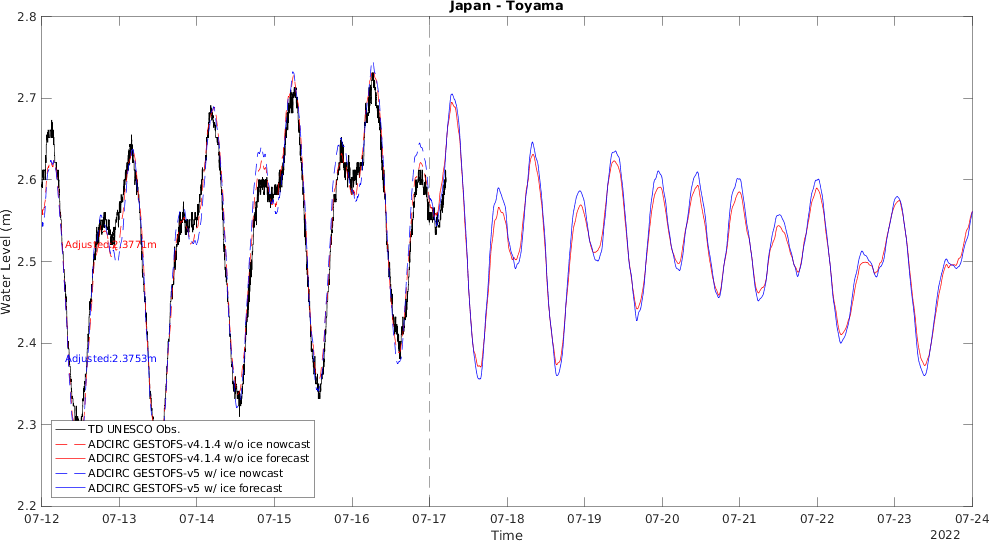 Japan - Toyama
2.8
2.7
2.6
2.5
2.4
2.3
2.2
Water Level (m)
Adjusted:2.3771m
Adjusted:2.3753m
TD UNESCO Obs.
ADCIRC GESTOFS-v4.1.4 w/o ice nowcast
ADCIRC GESTOFS-v4.1.4 w/o ice forecast
ADCIRC GESTOFS-v5 w/ ice nowcast
ADCIRC GESTOFS-v5 w/ ice forecast
07-12 07-13 07-14 07-15 07-16 07-17 07-18 07-19 07-20 07-21 07-22 07-23 07-24
Time
2022